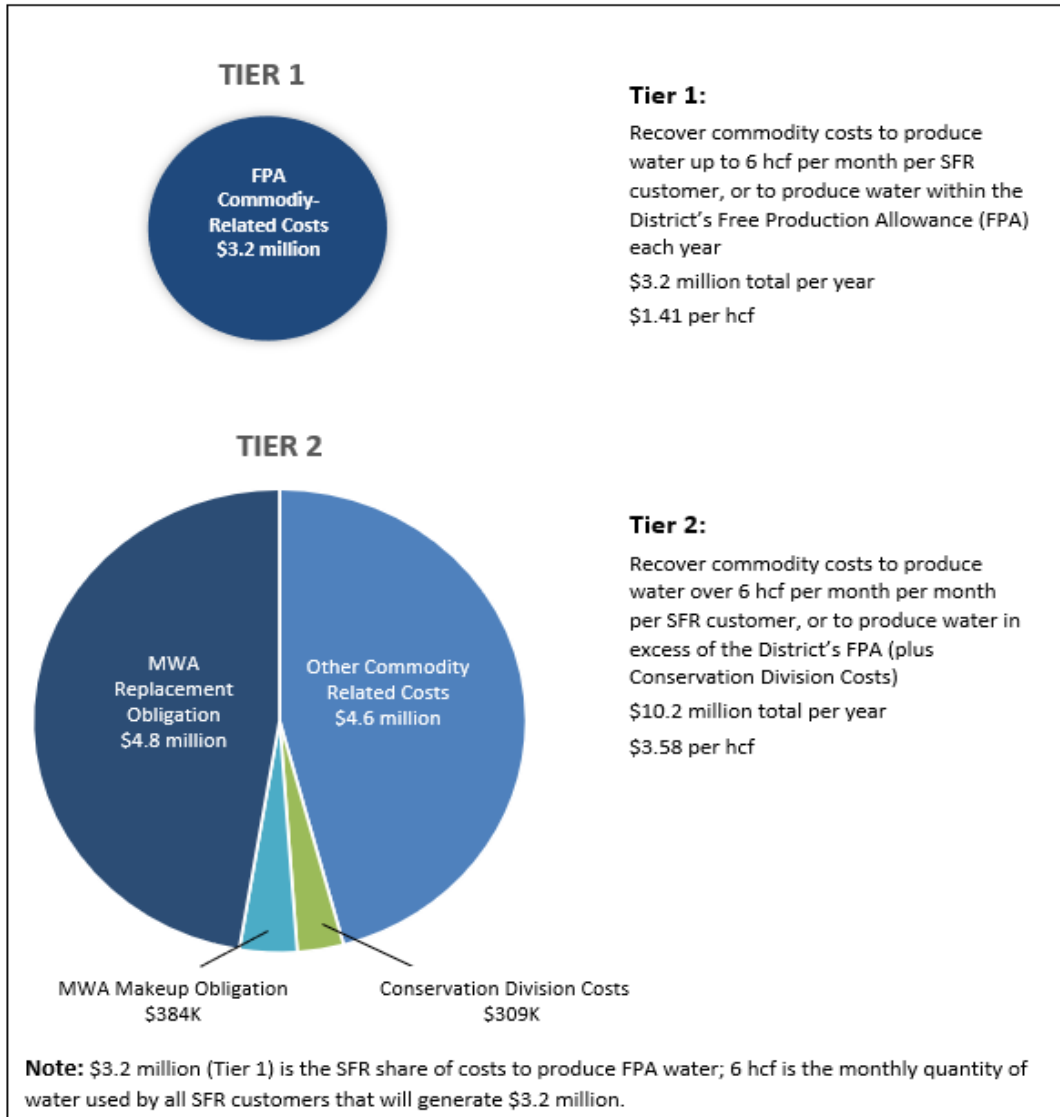 TIER 1
FPA
Commodiy-
Related Costs
$3.2 million
Tier 1:
Recover commodity costs to produce
water up to 6 hcf per month per SFR
customer, or to produce water within the
District's Free Production Allowance (FPA)
each year
$3.2 million total per year
$1.41 per hcf
TIER 2
MWA
Replacement
Obligation
$4.8 million
Other Commodity
Related Costs
$4.6 million
MWA Makeup Obligation
$384K
Conservation Division Costs
$309K
Tier 2:
Recover commodity costs to produce
water over 6 hcf per month per month
per SFR customer, or to produce water in
excess of the District's FPA (plus
Conservation Division Costs)
$10.2 million total per year
$3.58 per hcf
Note: $3.2 million (Tier 1) is the SFR share of costs to produce FPA water; 6 hcf is the monthly quantity of
water used by all SFR customers that will generate $3.2 million.